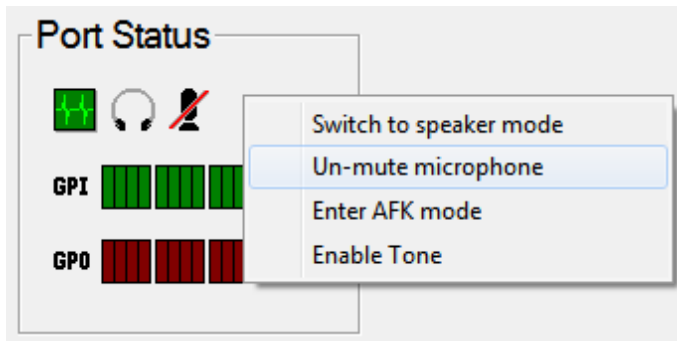 Port Status
Switch to speaker mode
Un-mute microphone
GPI
Enter AFK mode
GPO
Enable Tone